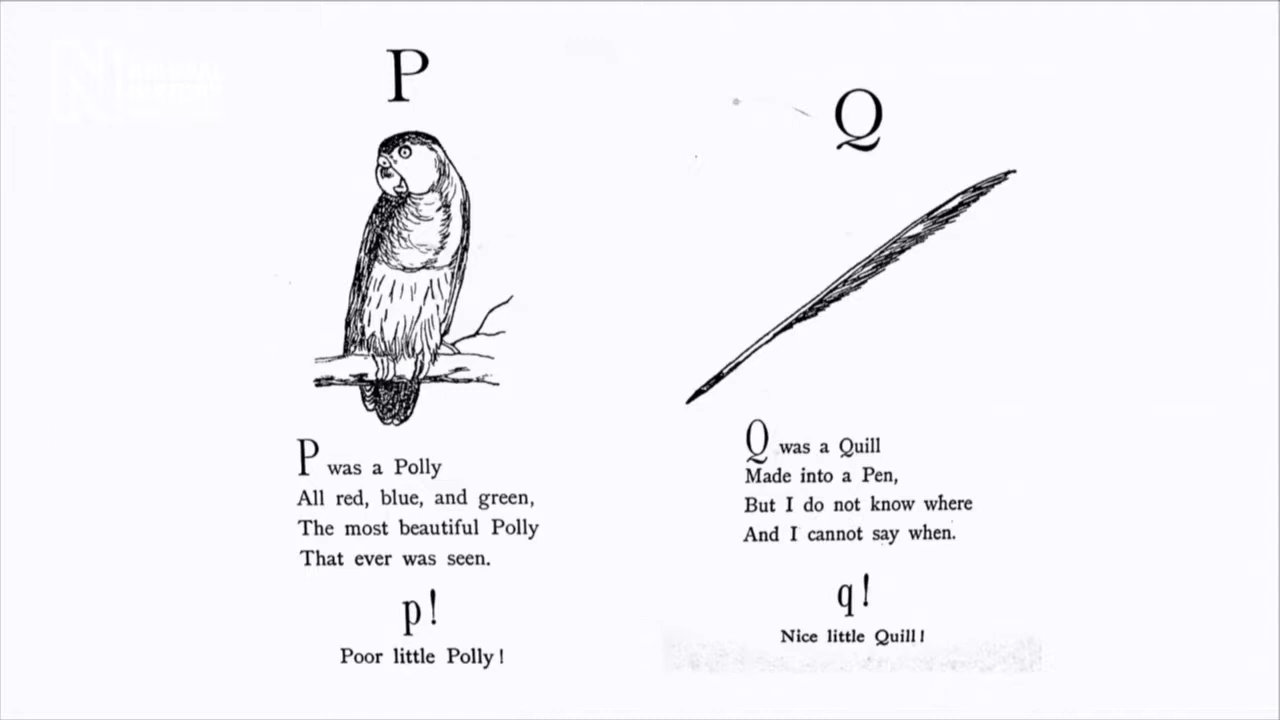 P
P was a Polly
All red, blue, and green,
The most beautiful Polly
That ever was seen.
p!
Poor little Polly!
Q
Q was a Quill
Made into a Pen,
But I do not know where
And I cannot say when.
q!
Nice little Quill!